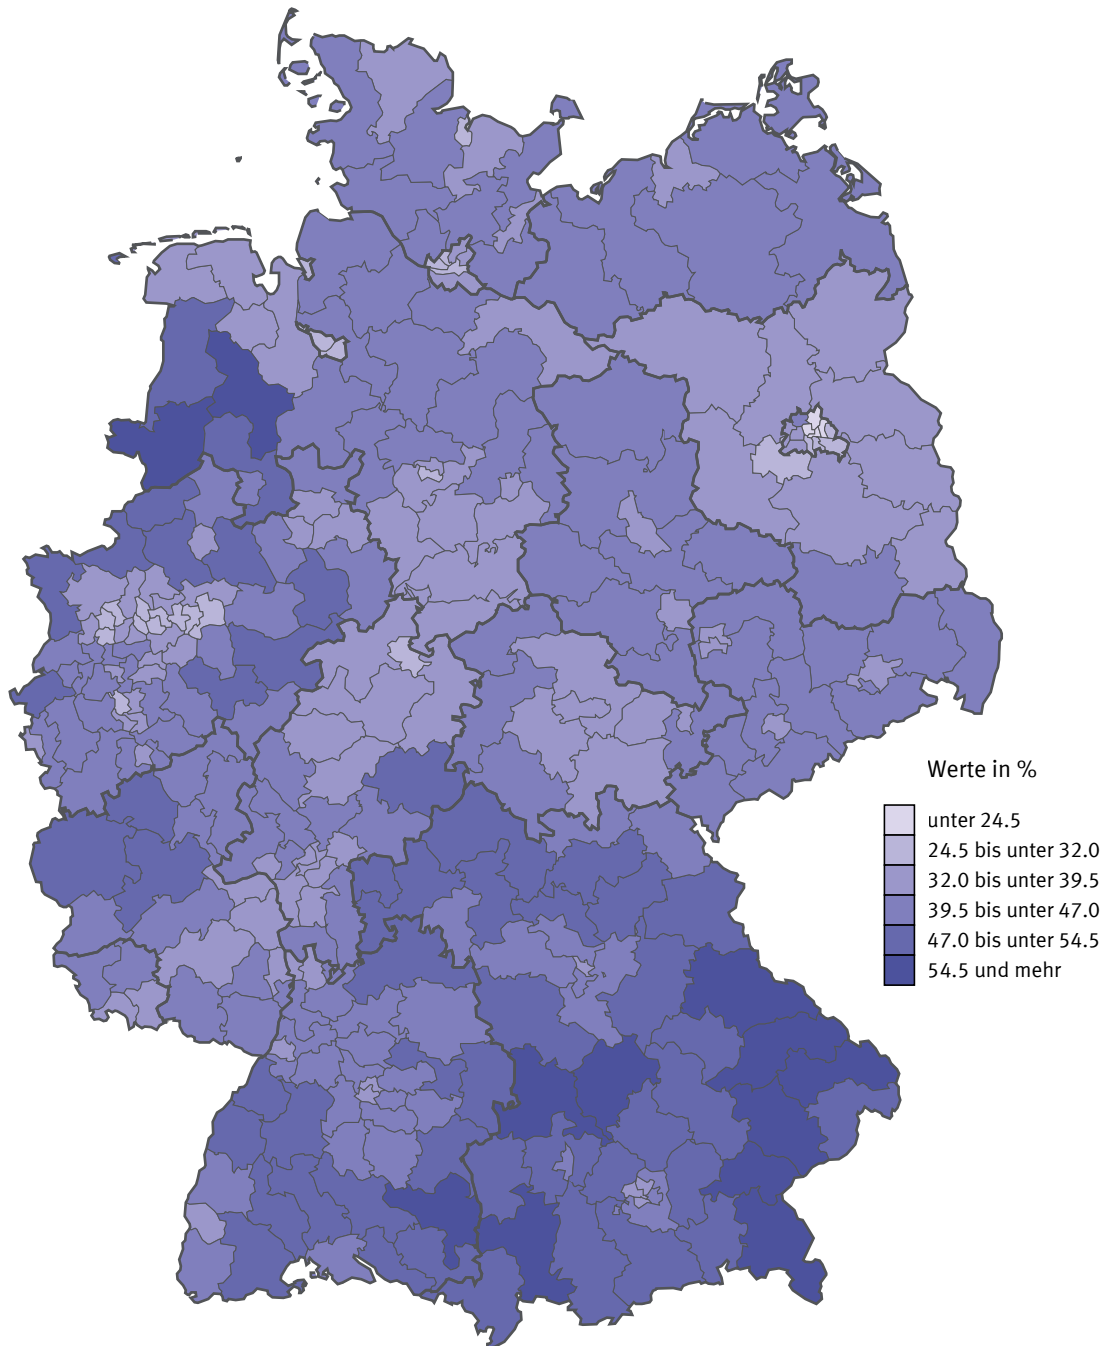 Werte in %
unter 24.5
24.5 bis unter 32.0
32.0 bis unter 39.5
39.5 bis unter 47.0
47.0 bis unter 54.5
54.5 und mehr